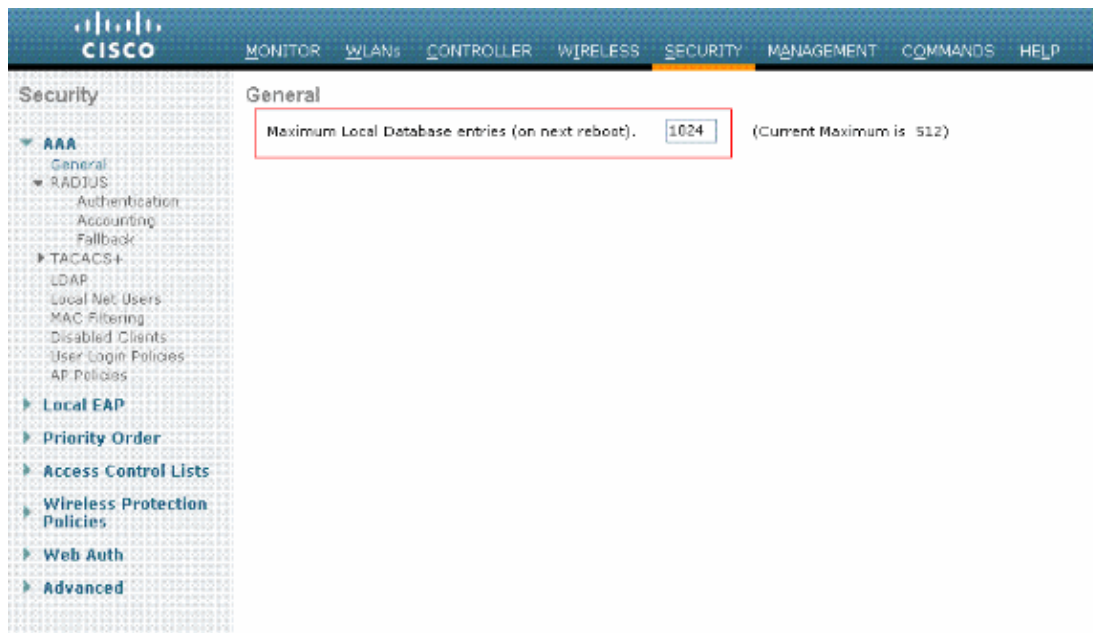 CISCO
MONITOR WLANs CONTROLLER WIRELESS SECURITY MANAGEMENT COMMANDS HELP
Security
AAA
General
RADIUS
Authentication
Accounting
Fallback
TACACS+
LDAP
Local Net Users
MAC Filtering
Disabled Clients
User Login Policies
AP Policies
Local EAP
Priority Order
Access Control Lists
Wireless Protection
Policies
Web Auth
Advanced
General
Maximum Local Database entries (on next reboot). 1024 (Current Maximum is 512)